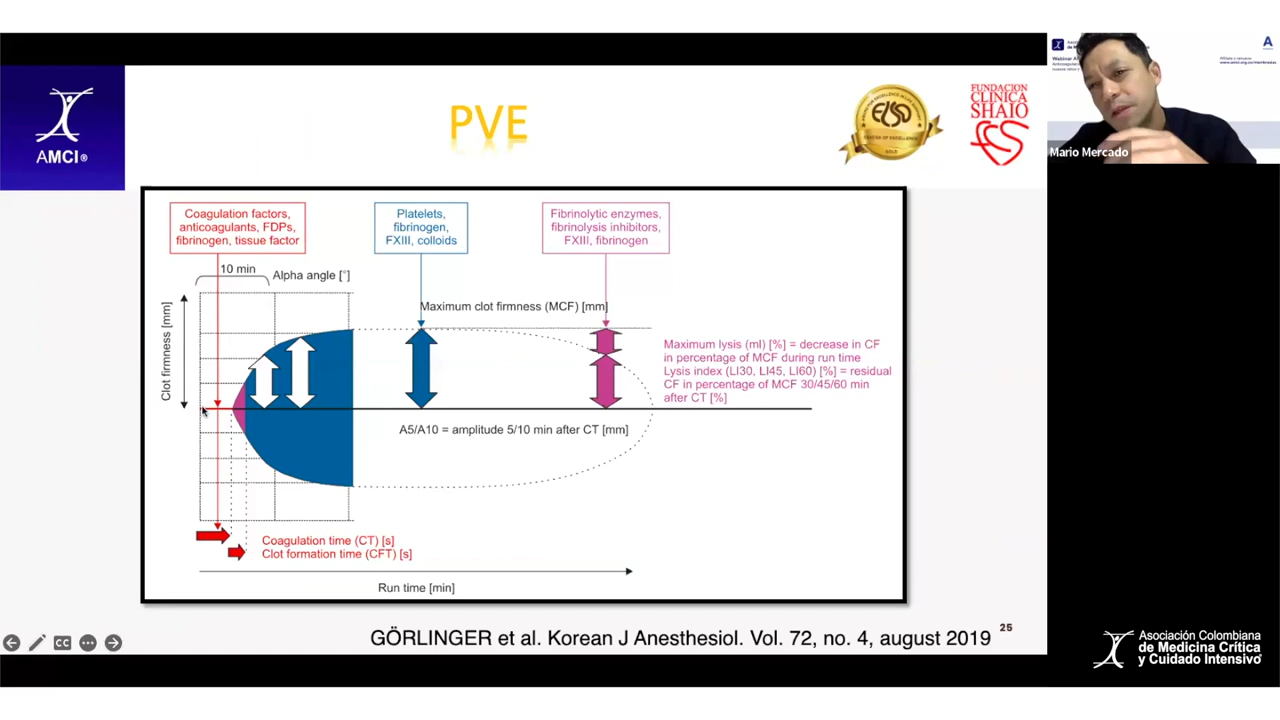 AMCI®
PVE
ELSO
FUNDACION
CLINICA
SHAIO
Mario Mercado
Coagulation factors,
anticoagulants, FDPs,
fibrinogen, tissue factor
Platelets,
fibrinogen,
FXIII, colloids
Fibrinolytic enzymes,
fibrinolysis inhibitors,
FXIII, fibrinogen
10 min
Alpha angle [°]
Clot firmness [mm]
Maximum clot firmness (MCF) [mm]
Maximum lysis (ml) [%] = decrease in CF
in percentage of MCF during run time
Lysis index (LI30, LI45, LI60) [%] = residual
CF in percentage of MCF 30/45/60 min
after CT [%]
A5/A10 = amplitude 5/10 min after CT [mm]
Coagulation time (CT) [s]
Clot formation time (CFT) [s]
Run time [min]
GÖRLINGER et al. Korean J Anesthesiol. Vol. 72, no. 4, august 2019
25
CC
Asociación Colombiana
de Medicina Crítica
y Cuidado Intensivo